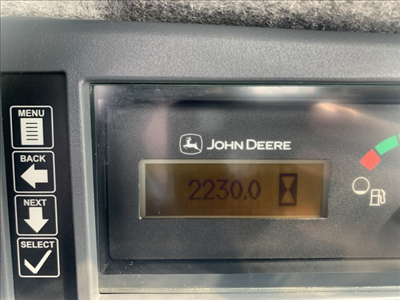 MENU
BACK
NEXT
SELECT
JOHN DEERE
2230.0